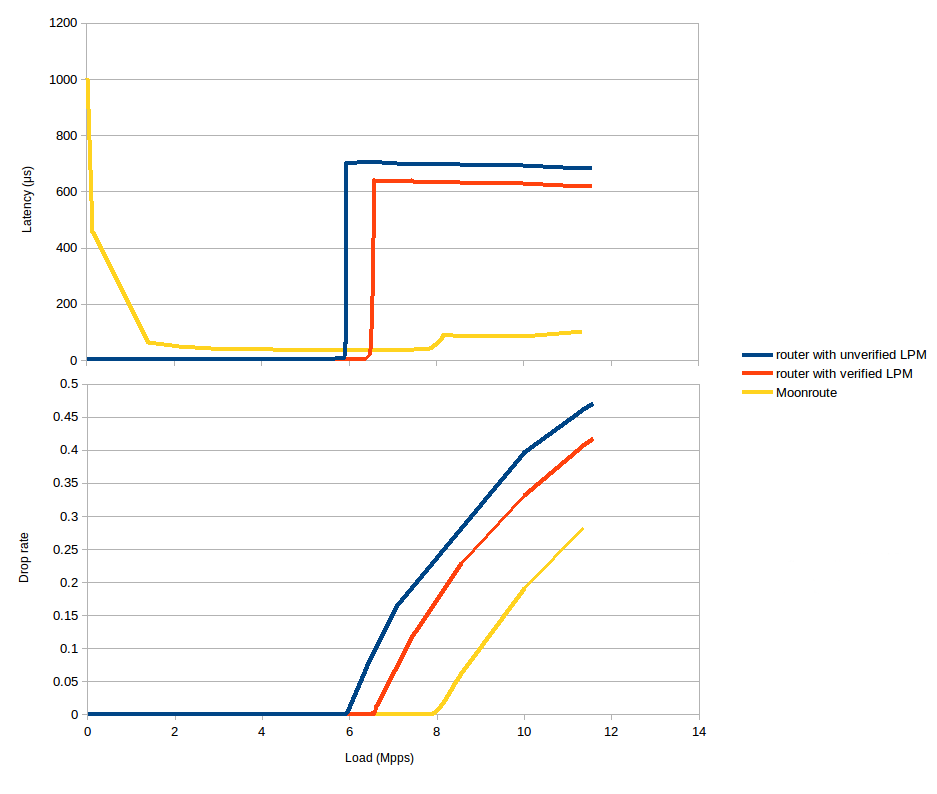 1200
1000
800
600
400
200
0
Latency (μs)
0.5
0.45
0.4
0.35
0.3
0.25
0.2
0.15
0.1
0.05
0
Drop rate
0 2 4 6 8 10 12 14
Load (Mpps)
router with unverified LPM
router with verified LPM
Moonroute